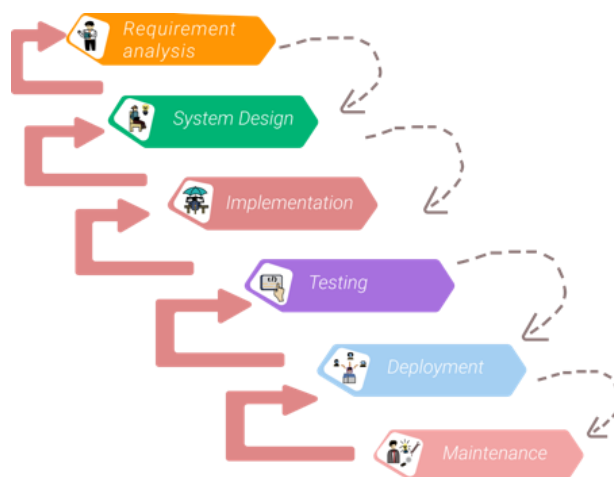 Requirement
analysis
System Design
Implementation
Testing
Deployment
Maintenance